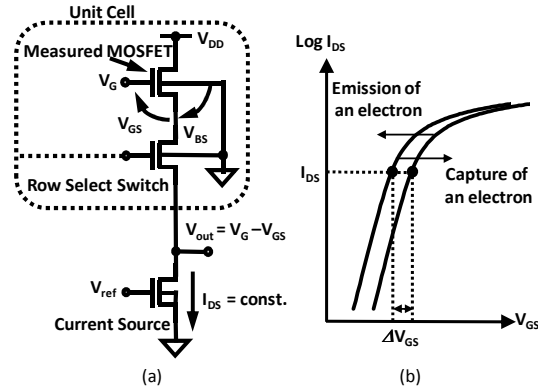 Unit Cell
Measured MOSFET
V_DD
V_G
V_GS
V_BS
Row Select Switch
V_out = V_G – V_GS
V_ref
I_DS = const.
Current Source
(a)
Log I_DS
Emission of
an electron
I_DS
Capture of
an electron
V_GS
ΔV_GS
(b)